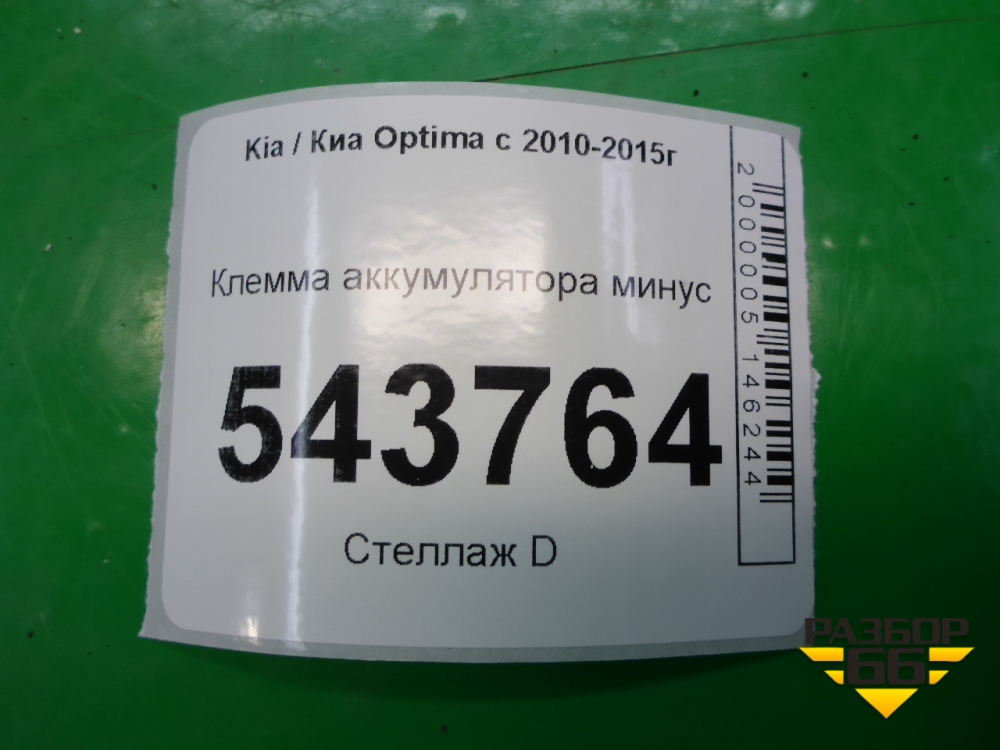 Kia / Киа Optima с 2010-2015г
Клемма аккумулятора минус
543764
Стеллаж D
2000005146244
РАЗБОР
66